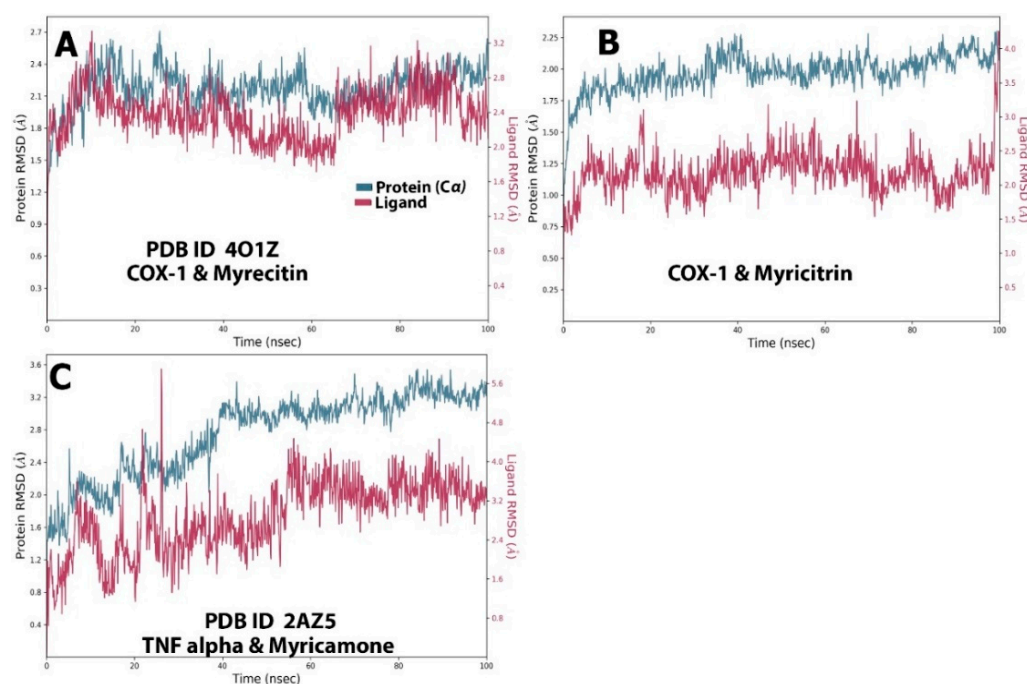 A
Protein RMSD (Å)
2.7
2.4
2.1
1.8
1.5
1.2
0.9
0.6
0.3
3.2
2.8
2.4
2.0
1.6
1.2
0.8
0.4
Ligand RMSD (Å)
Protein (Cα)
Ligand
PDB ID 4O1Z
COX-1 & Myrecitin
0 20 40 60 80 100
Time (nsec)
B
Protein RMSD (Å)
2.25
2.00
1.75
1.50
1.25
1.00
0.75
0.50
0.25
4.0
3.5
3.0
2.5
2.0
1.5
1.0
0.5
Ligand RMSD (Å)
COX-1 & Myricitrin
0 20 40 60 80 100
Time (nsec)
C
Protein RMSD (Å)
3.6
3.2
2.8
2.4
2.0
1.6
1.2
0.8
0.4
5.6
4.8
4.0
3.2
2.4
1.6
0.8
Ligand RMSD (Å)
PDB ID 2AZ5
TNF alpha & Myricamone
0 20 40 60 80 100
Time (nsec)